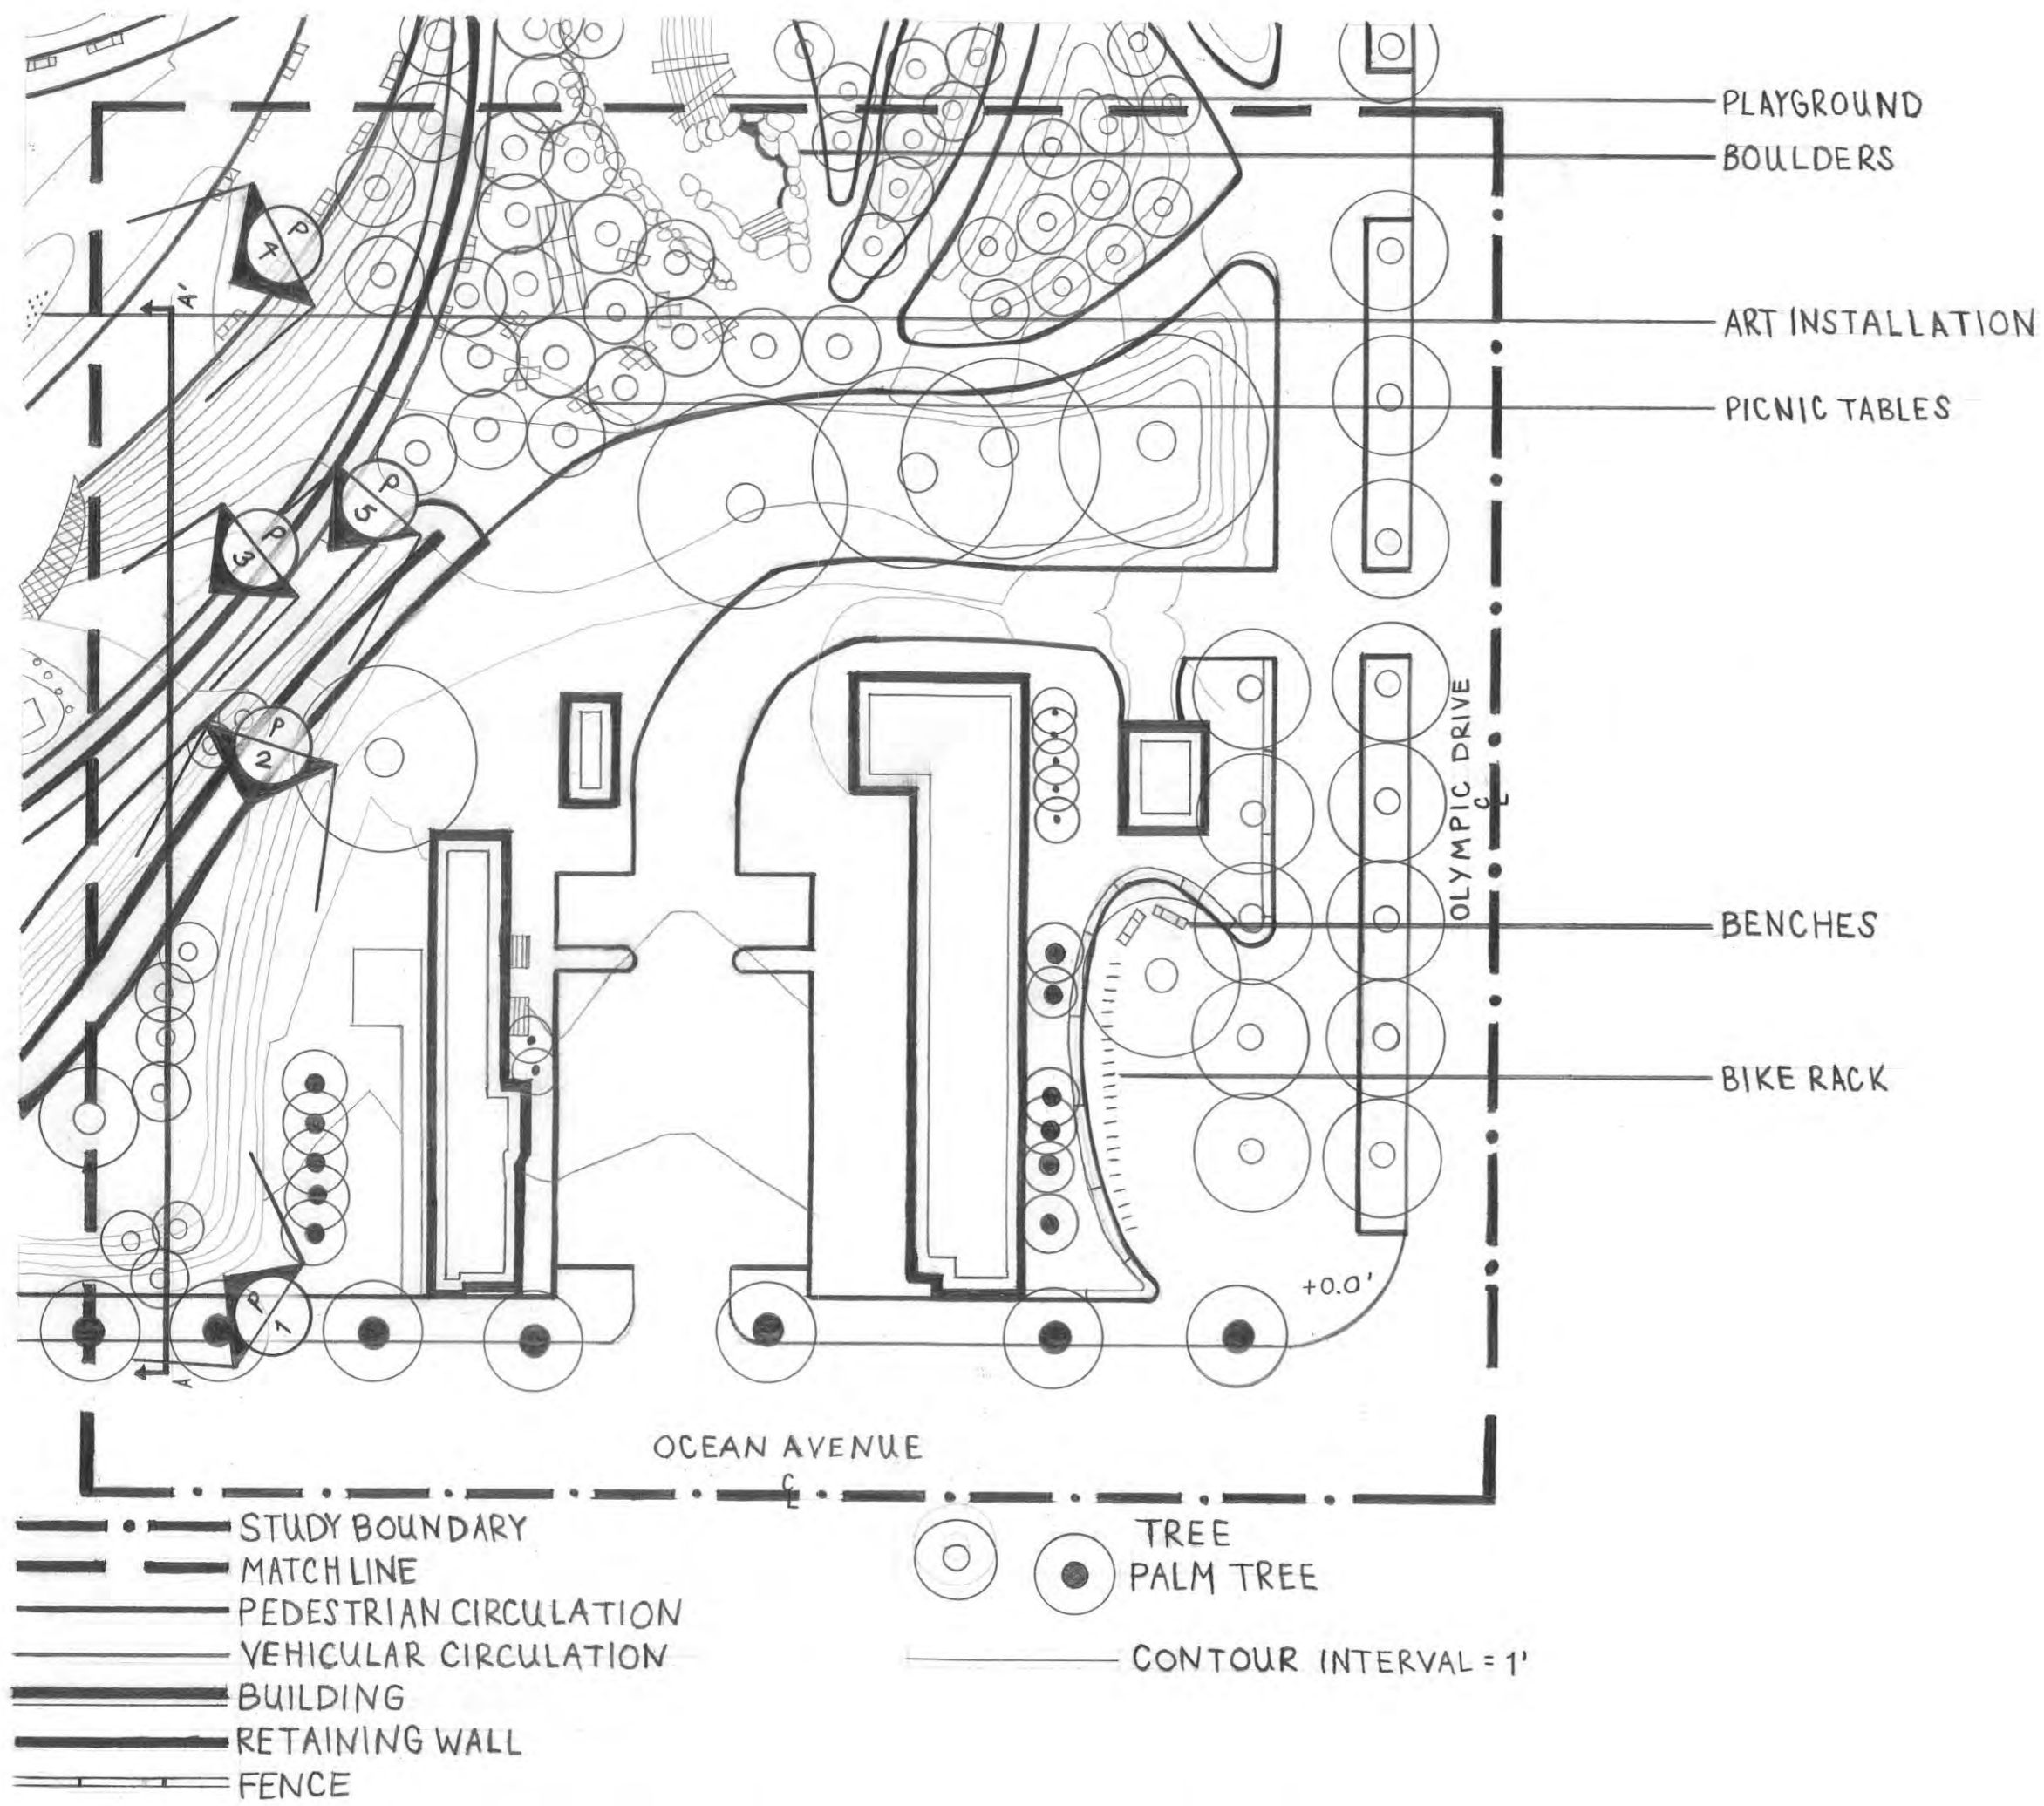 PLAYGROUND
BOULDERS
P
4
A'
ART INSTALLATION
PICNIC TABLES
P
5
P
3
P
2
OLYMPIC DRIVE
CL
BENCHES
BIKE RACK
+0.0'
P
1
A
OCEAN AVENUE
CL
STUDY BOUNDARY
MATCH LINE
PEDESTRIAN CIRCULATION
VEHICULAR CIRCULATION
BUILDING
RETAINING WALL
FENCE
TREE
PALM TREE
CONTOUR INTERVAL = 1'